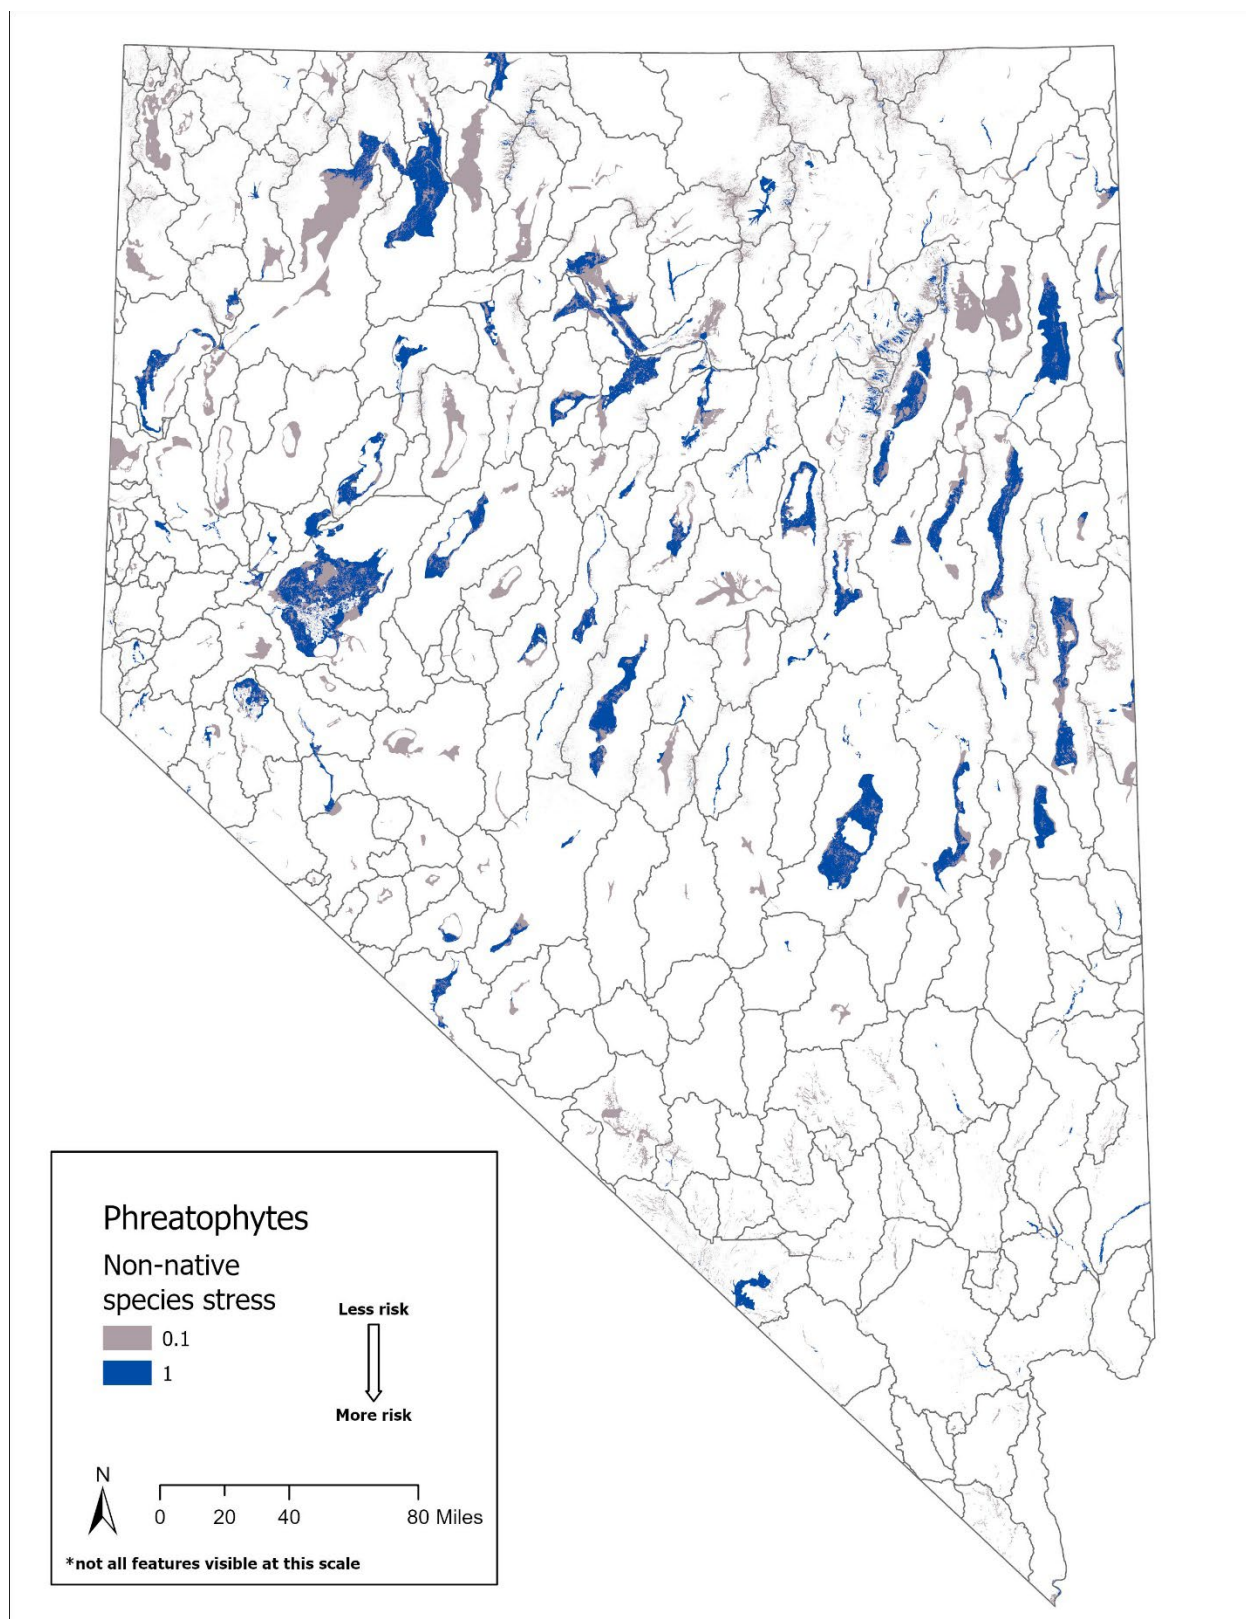 Phreatophytes
Non-native
species stress
0.1
1
Less risk
More risk
N
0 20 40 80 Miles
*not all features visible at this scale